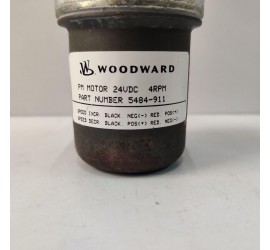 WOODWARD
PM MOTOR 24VDC 4RPM
PART NUMBER 5484-911
SPEED INCR. BLACK NEG(-) RED POS(+)
SPEED DECR. BLACK POS(+) RED NEG(-)